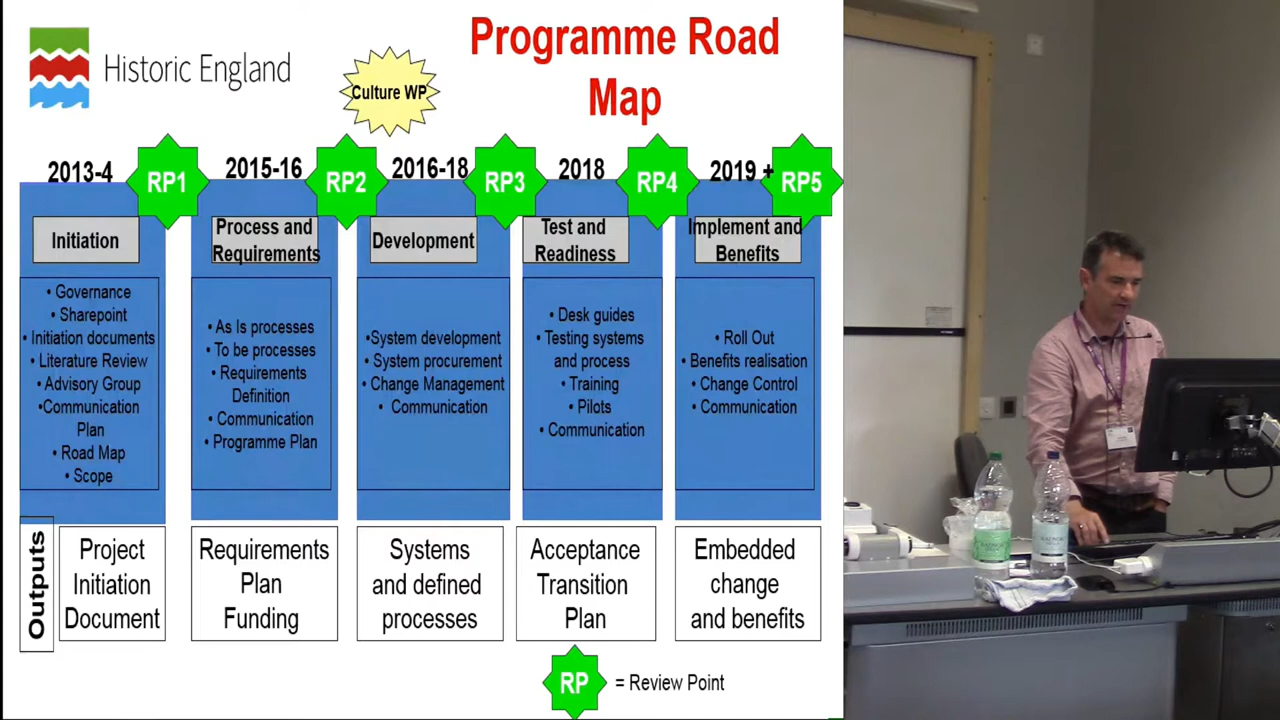 Historic England
Culture WP
Programme Road
Map
2013-4
RP1
2015-16
RP2
2016-18
RP3
2018
RP4
2019 +
RP5
Initiation
Process and
Requirements
Development
Test and
Readiness
Implement and
Benefits
• Governance
• Sharepoint
• Initiation documents
• Literature Review
• Advisory Group
•Communication
Plan
• Road Map
• Scope
• As Is processes
• To be processes
• Requirements
Definition
• Communication
• Programme Plan
•System development
• System procurement
• Change Management
• Communication
• Desk guides
• Testing systems
and process
• Training
• Pilots
• Communication
• Roll Out
• Benefits realisation
• Change Control
• Communication
Outputs
Project
Initiation
Document
Requirements
Plan
Funding
Systems
and defined
processes
Acceptance
Transition
Plan
Embedded
change
and benefits
RP
= Review Point